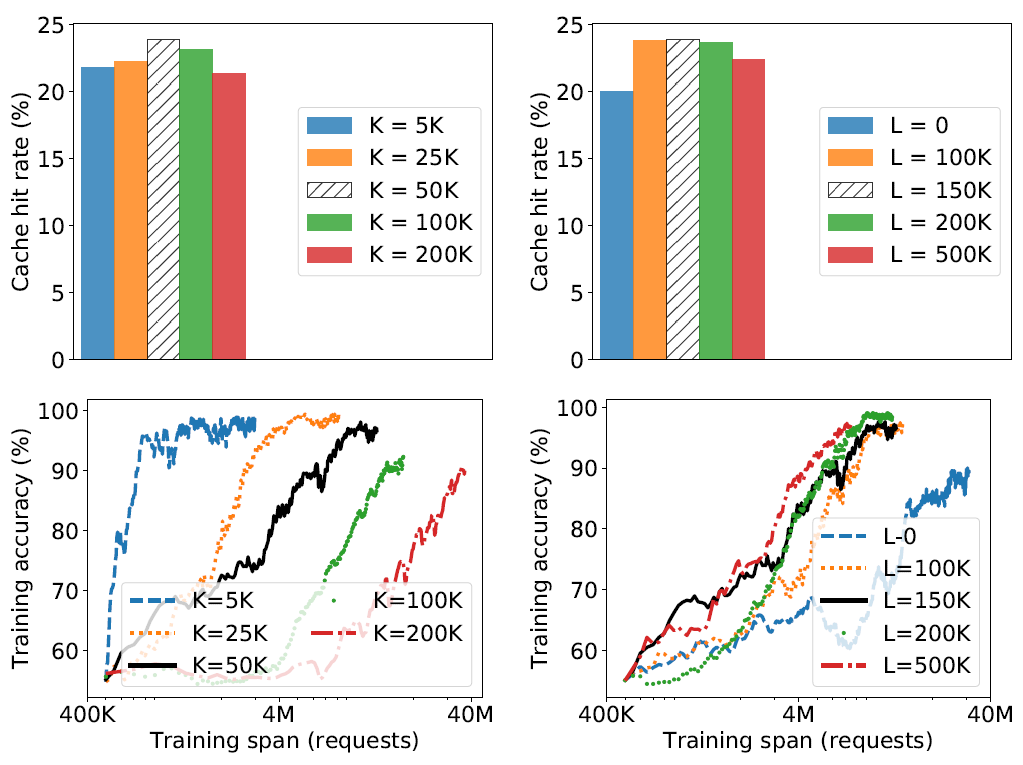 25
20
15
10
5
0
Cache hit rate (%)
K = 5K
K = 25K
K = 50K
K = 100K
K = 200K
25
20
15
10
5
0
Cache hit rate (%)
L = 0
L = 100K
L = 150K
L = 200K
L = 500K
100
90
80
70
60
Training accuracy (%)
K=5K
K=25K
K=50K
K=100K
K=200K
400K
4M
40M
Training span (requests)
100
90
80
70
60
Training accuracy (%)
L-0
L=100K
L=150K
L=200K
L=500K
400K
4M
40M
Training span (requests)